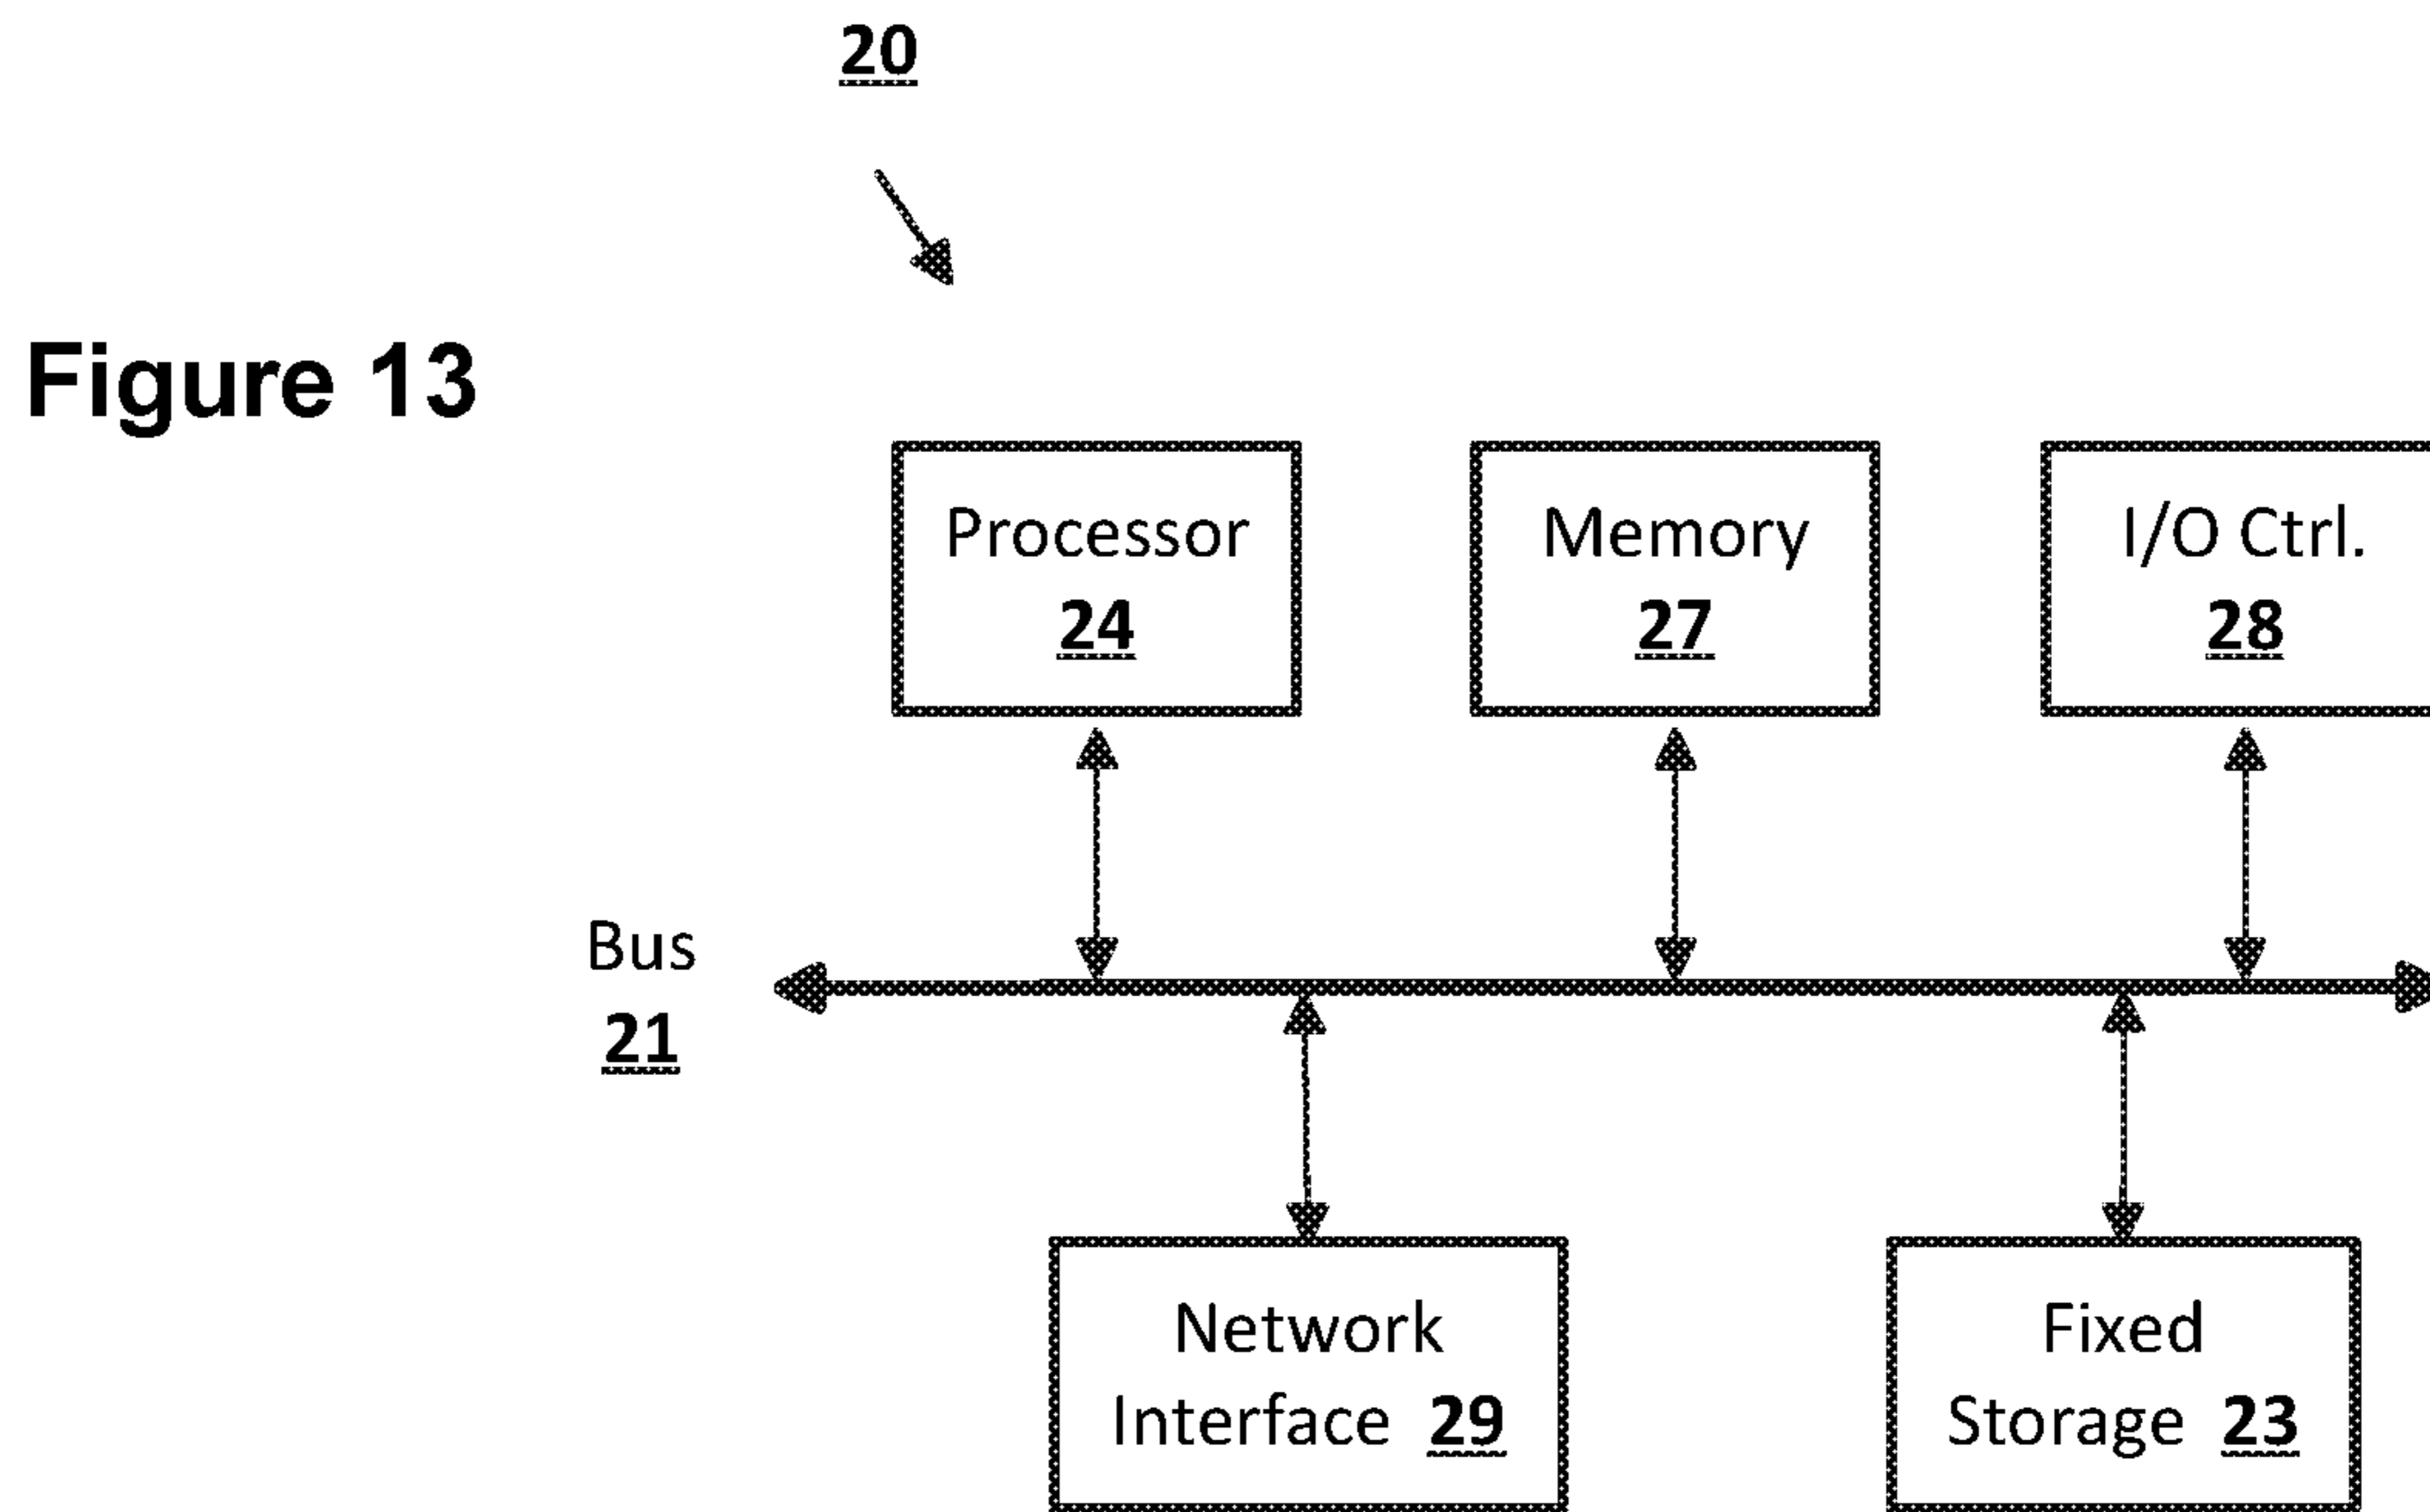 20
Figure 13
Processor
24
Memory
27
I/O Ctrl.
28
Bus
21
Network
Interface 29
Fixed
Storage 23